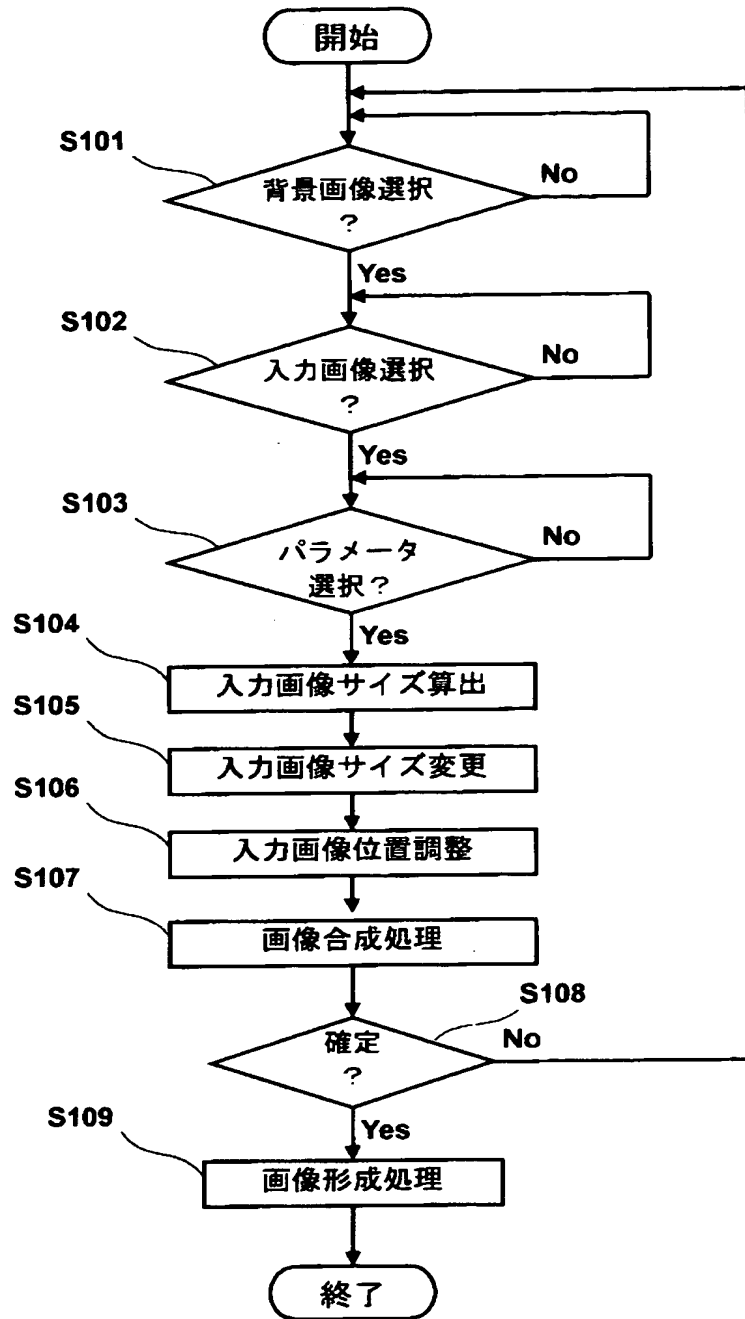 開始
S101
背景画像選択
?
No
Yes
S102
入力画像選択
?
No
Yes
S103
パラメータ
選択?
No
Yes
S104
入力画像サイズ算出
S105
入力画像サイズ変更
S106
入力画像位置調整
S107
画像合成処理
S108
確定
?
No
Yes
S109
画像形成処理
終了